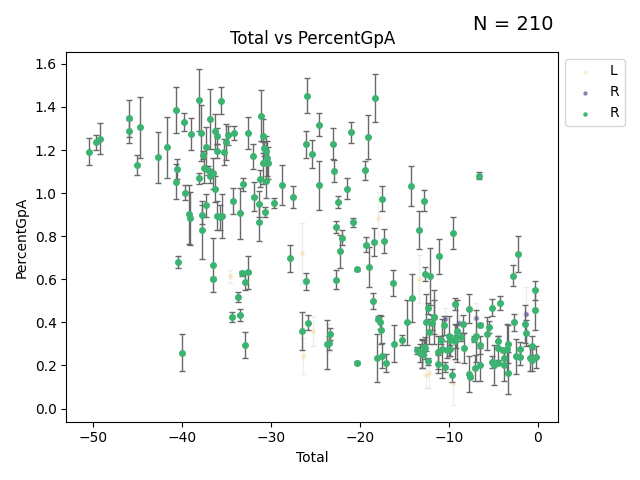 N = 210
Total vs PercentGpA
L
R
R
PercentGpA
1.6
1.4
1.2
1.0
0.8
0.6
0.4
0.2
0.0
−50 −40 −30 −20 −10 0
Total